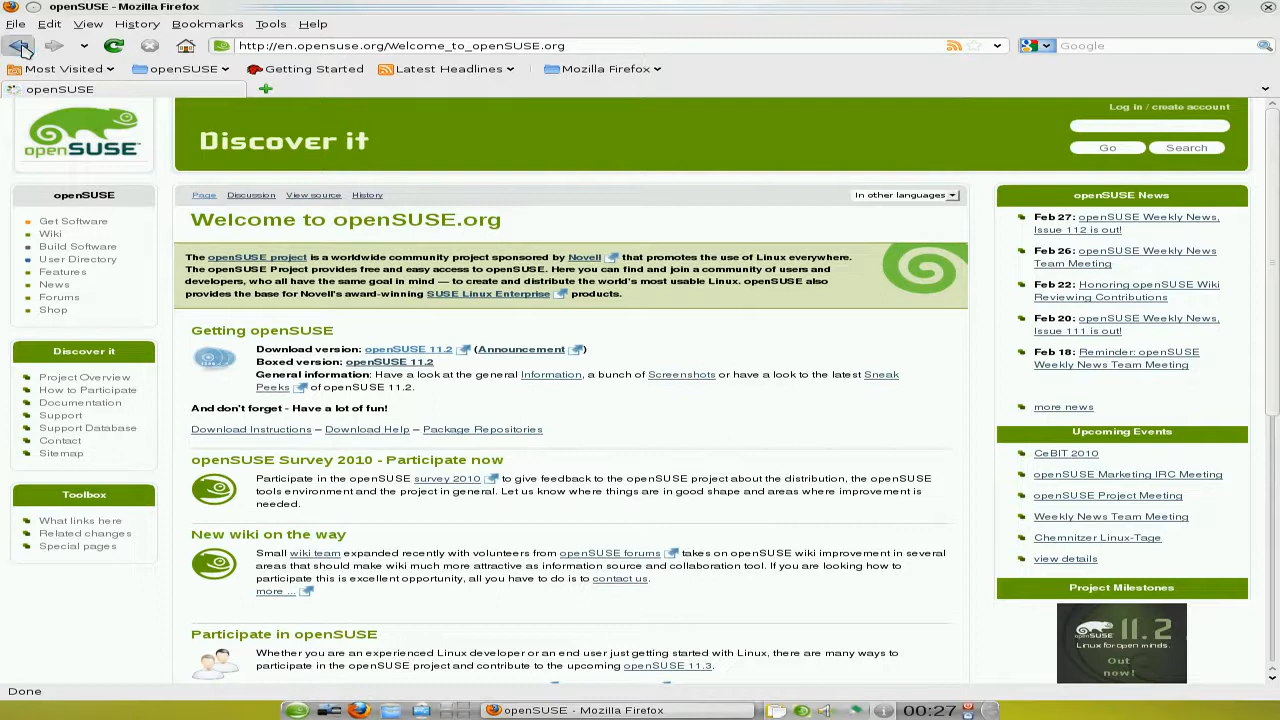 openSUSE - Mozilla Firefox
File Edit View History Bookmarks Tools Help
http://en.opensuse.org/Welcome_to_openSUSE.org
Google
Most Visited openSUSE Getting Started Latest Headlines Mozilla Firefox
openSUSE
openSUSE
Discover it
Log in / create account
Go Search
openSUSE
Get Software
Wiki
Build Software
User Directory
Features
News
Forums
Shop
Discover it
Project Overview
How to Participate
Documentation
Support
Support Database
Contact
Sitemap
Toolbox
What links here
Related changes
Special pages
Page Discussion View source History
In other languages
Welcome to openSUSE.org
The openSUSE project is a worldwide community project sponsored by Novell that promotes the use of Linux everywhere.
The openSUSE Project provides free and easy access to openSUSE. Here you can find and join a community of users and
developers, who all have the same goal in mind — to create and distribute the world's most usable Linux. openSUSE also
provides the base for Novell's award-winning SUSE Linux Enterprise products.
Getting openSUSE
Download version: openSUSE 11.2 (Announcement)
Boxed version: openSUSE 11.2
General information: Have a look at the general Information, a bunch of Screenshots or have a look to the latest Sneak
Peeks of openSUSE 11.2.
And don't forget - Have a lot of fun!
Download Instructions – Download Help – Package Repositories
openSUSE Survey 2010 - Participate now
Participate in the openSUSE survey 2010 to give feedback to the openSUSE project about the distribution, the openSUSE
tools environment and the project in general. Let us know where things are in good shape and areas where improvement is
needed.
New wiki on the way
Small wiki team expanded recently with volunteers from openSUSE forums takes on openSUSE wiki improvement in several
areas that should make wiki much more attractive as information source and collaboration tool. If you are looking how to
participate this is excellent opportunity, all you have to do is to contact us.
more ...
Participate in openSUSE
Whether you are an experienced Linux developer or an end user just getting started with Linux, there are many ways to
participate in the openSUSE project and contribute to the upcoming openSUSE 11.3.
openSUSE News
Feb 27: openSUSE Weekly News,
Issue 112 is out!
Feb 26: openSUSE Weekly News
Team Meeting
Feb 22: Honoring openSUSE Wiki
Reviewing Contributions
Feb 20: openSUSE Weekly News,
Issue 111 is out!
Feb 18: Reminder: openSUSE
Weekly News Team Meeting
more news
Upcoming Events
CeBIT 2010
openSUSE Marketing IRC Meeting
openSUSE Project Meeting
Weekly News Team Meeting
Chemnitzer Linux-Tage
view details
Project Milestones
openSUSE 11.2
Linux for open minds.
Out
now!
Done
openSUSE - Mozilla Firefox
00:27